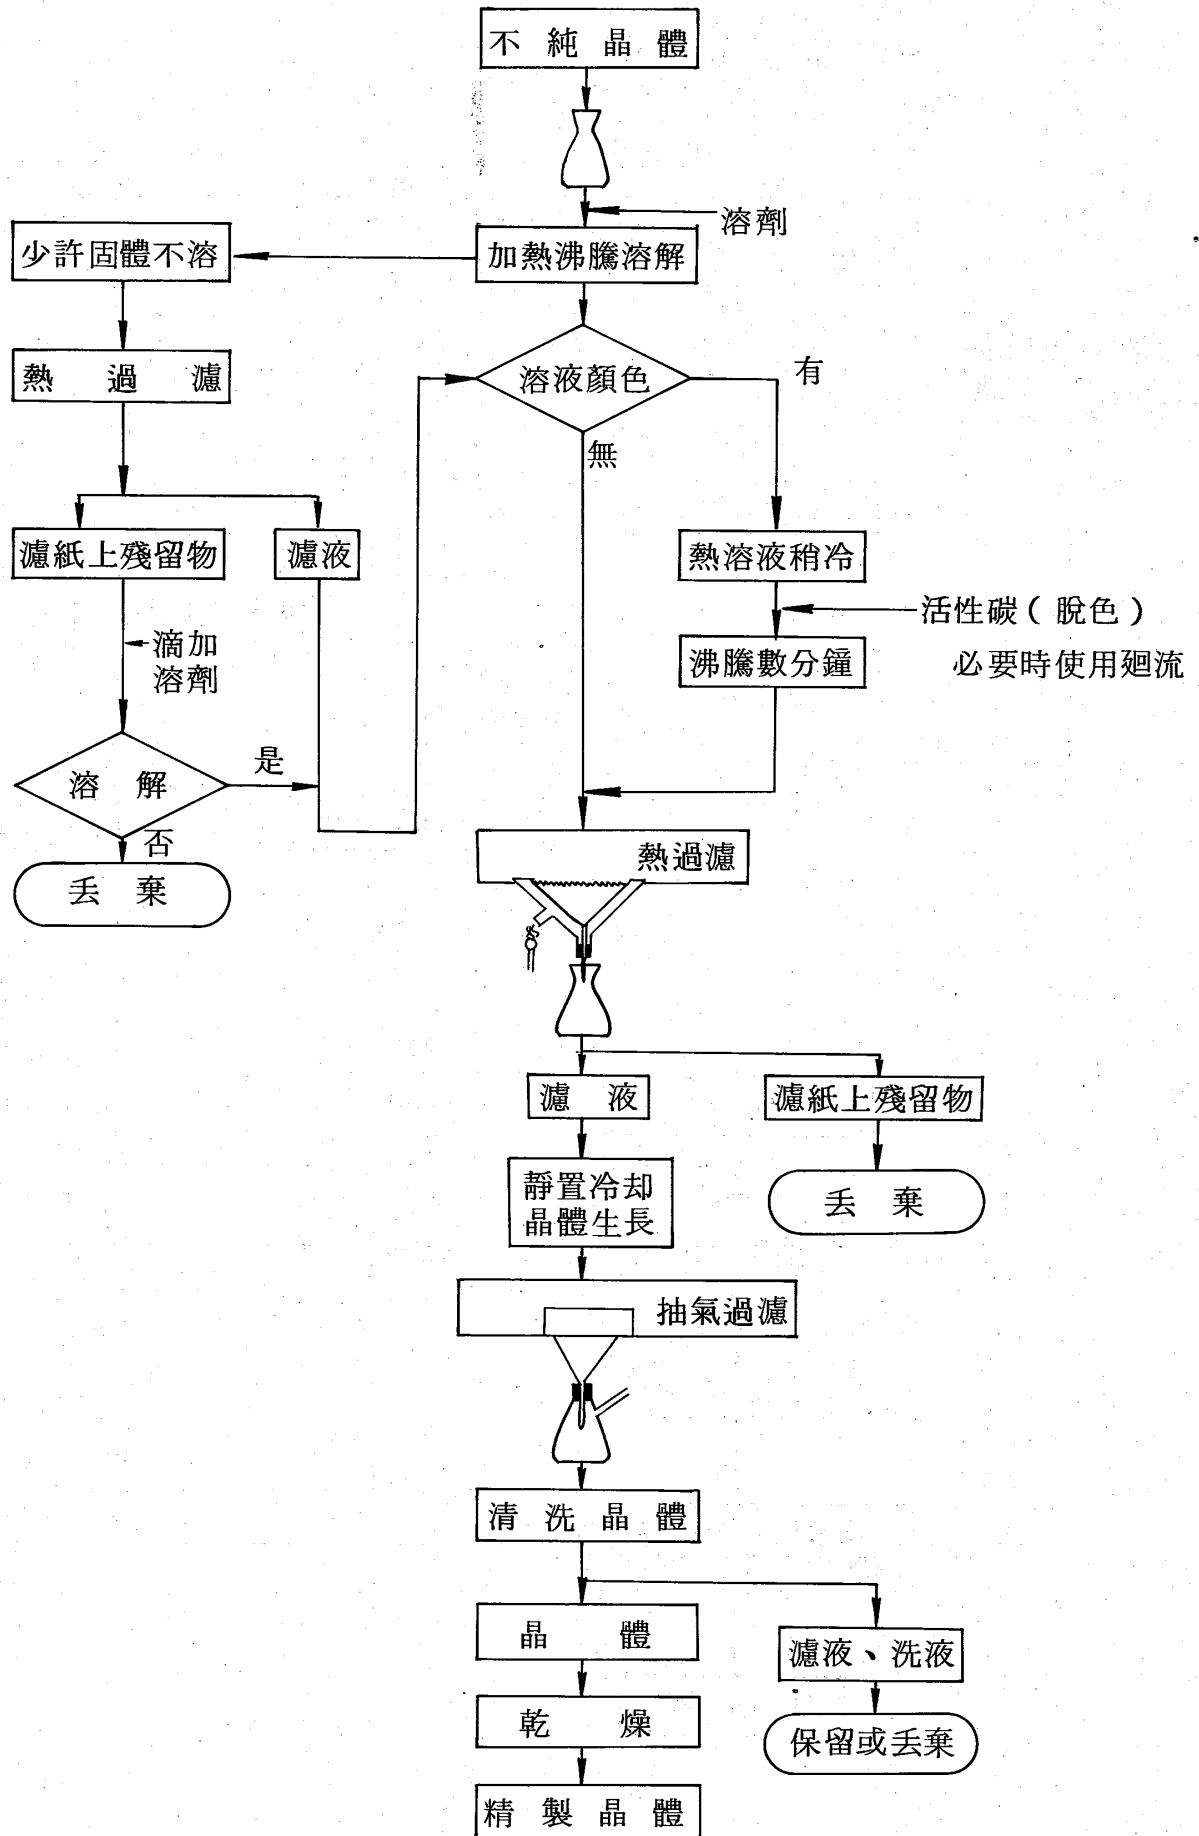 不純晶體
溶劑
加熱沸騰溶解
少許固體不溶
熱過濾
溶液顏色
有
無
濾紙上殘留物
濾液
滴加
溶劑
溶解
是
否
丟棄
熱溶液稍冷
活性碳(脫色)
沸騰數分鐘
必要時使用廻流
熱過濾
濾液
濾紙上殘留物
丟棄
靜置冷却
晶體生長
抽氣過濾
清洗晶體
晶體
濾液、洗液
乾燥
保留或丟棄
精製晶體